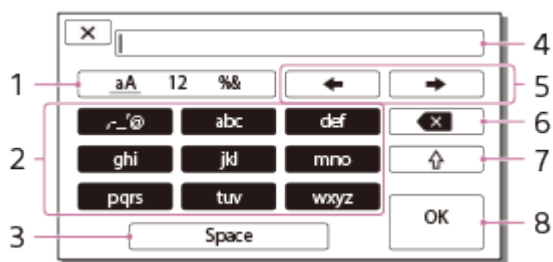 4
1 aA 12 %& 5
,-_'@ abc def 6
2 ghi jkl mno 7
pqrs tuv wxyz
OK 8
3 Space